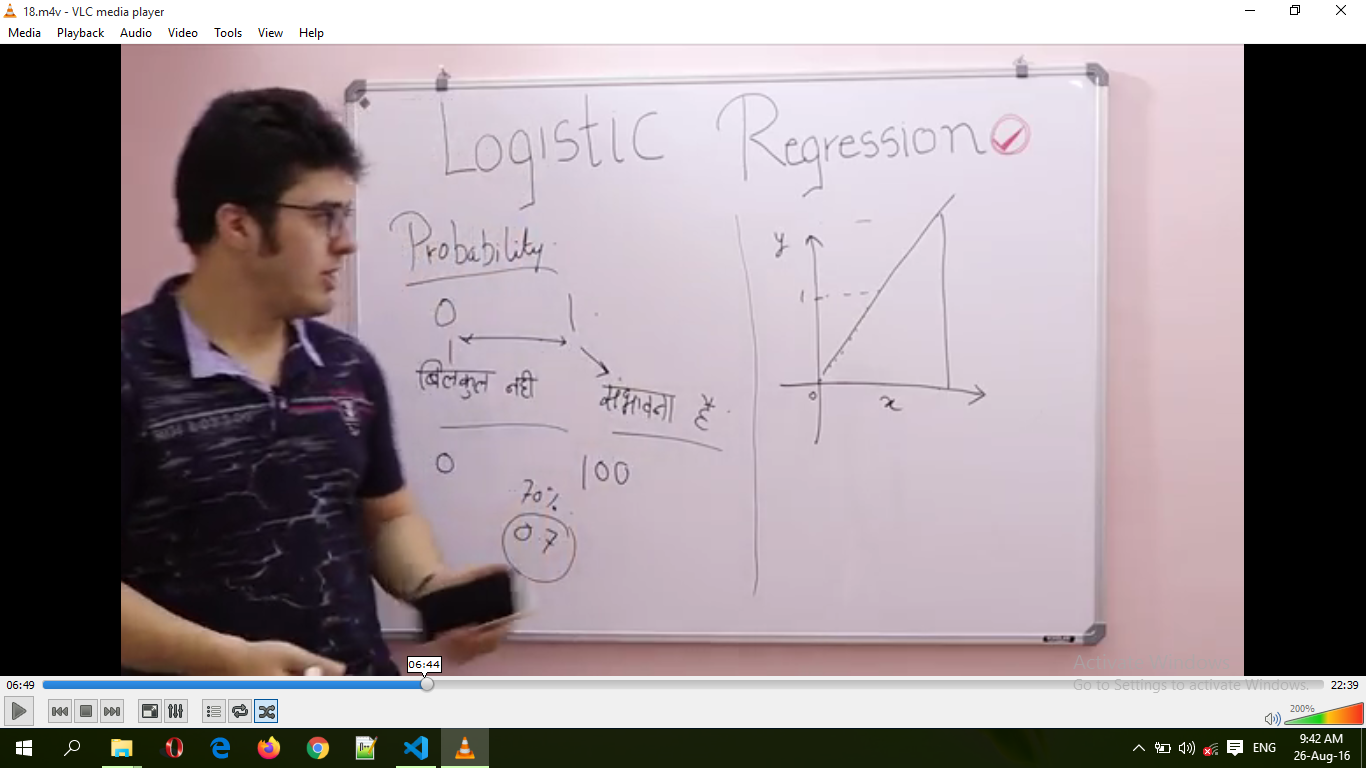 18.m4v - VLC media player
Media Playback Audio Video Tools View Help
Logistic Regression
Probability
0 1
बिलकुल नही
संभावना है
0 100
70%
0.7
y
1
0
x
Activate Windows
Go to Settings to activate Windows.
06:44
06:49
22:39
200%
ENG
9:42 AM
26-Aug-16